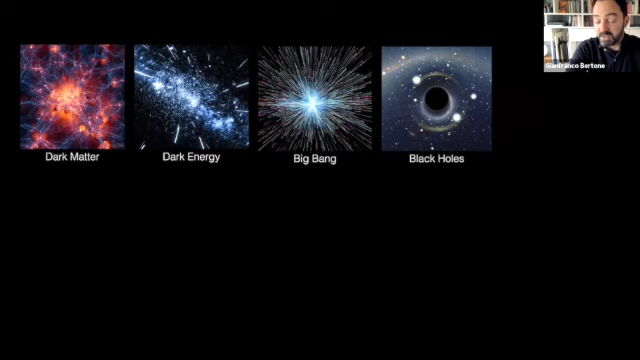 Gianfranco Bertone
Dark Matter
Dark Energy
Big Bang
Black Holes